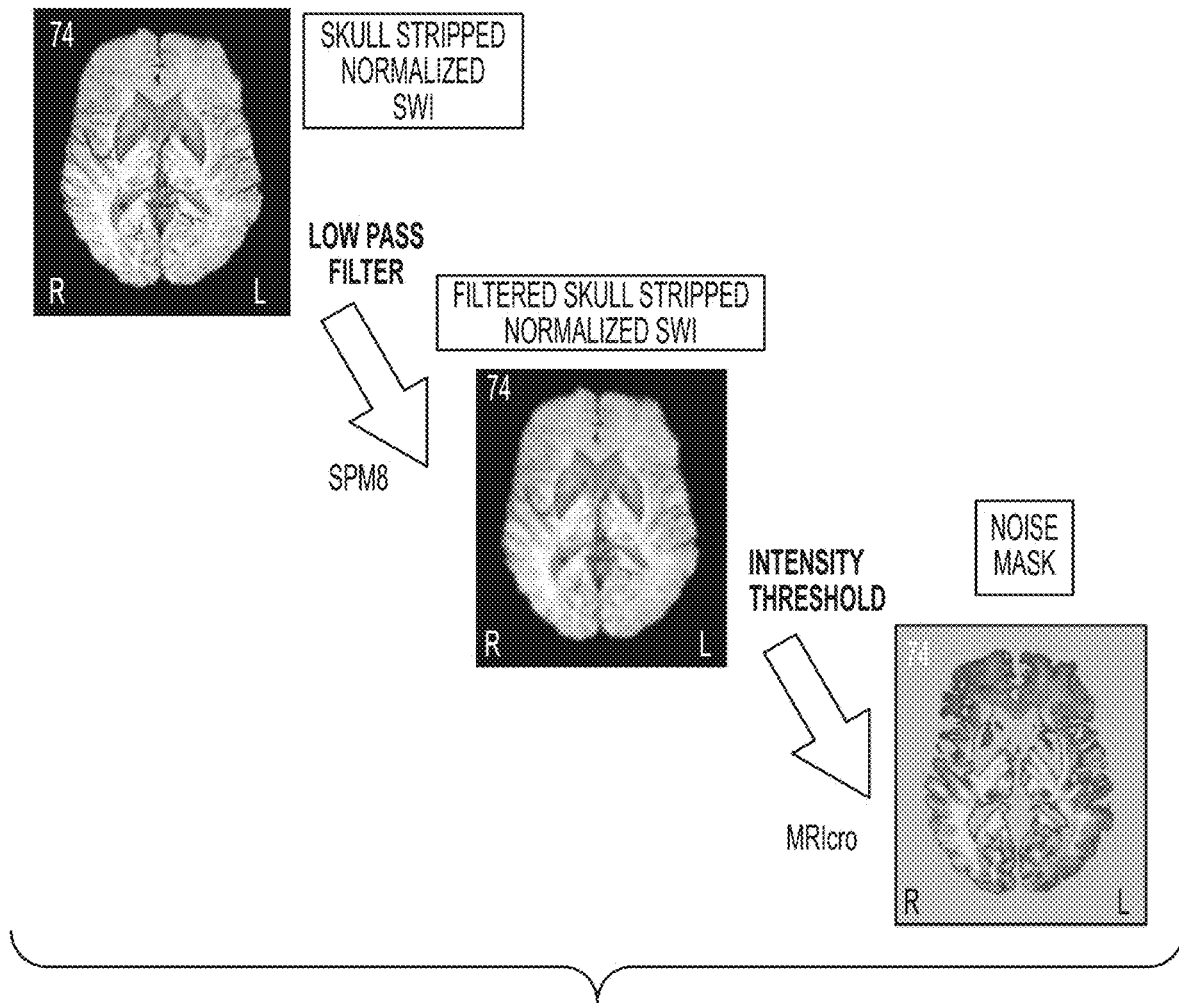 74
SKULL STRIPPED
NORMALIZED
SWI
R
L
LOW PASS
FILTER
SPM8
FILTERED SKULL STRIPPED
NORMALIZED SWI
74
R
L
INTENSITY
THRESHOLD
MRIcro
NOISE
MASK
74
R
L